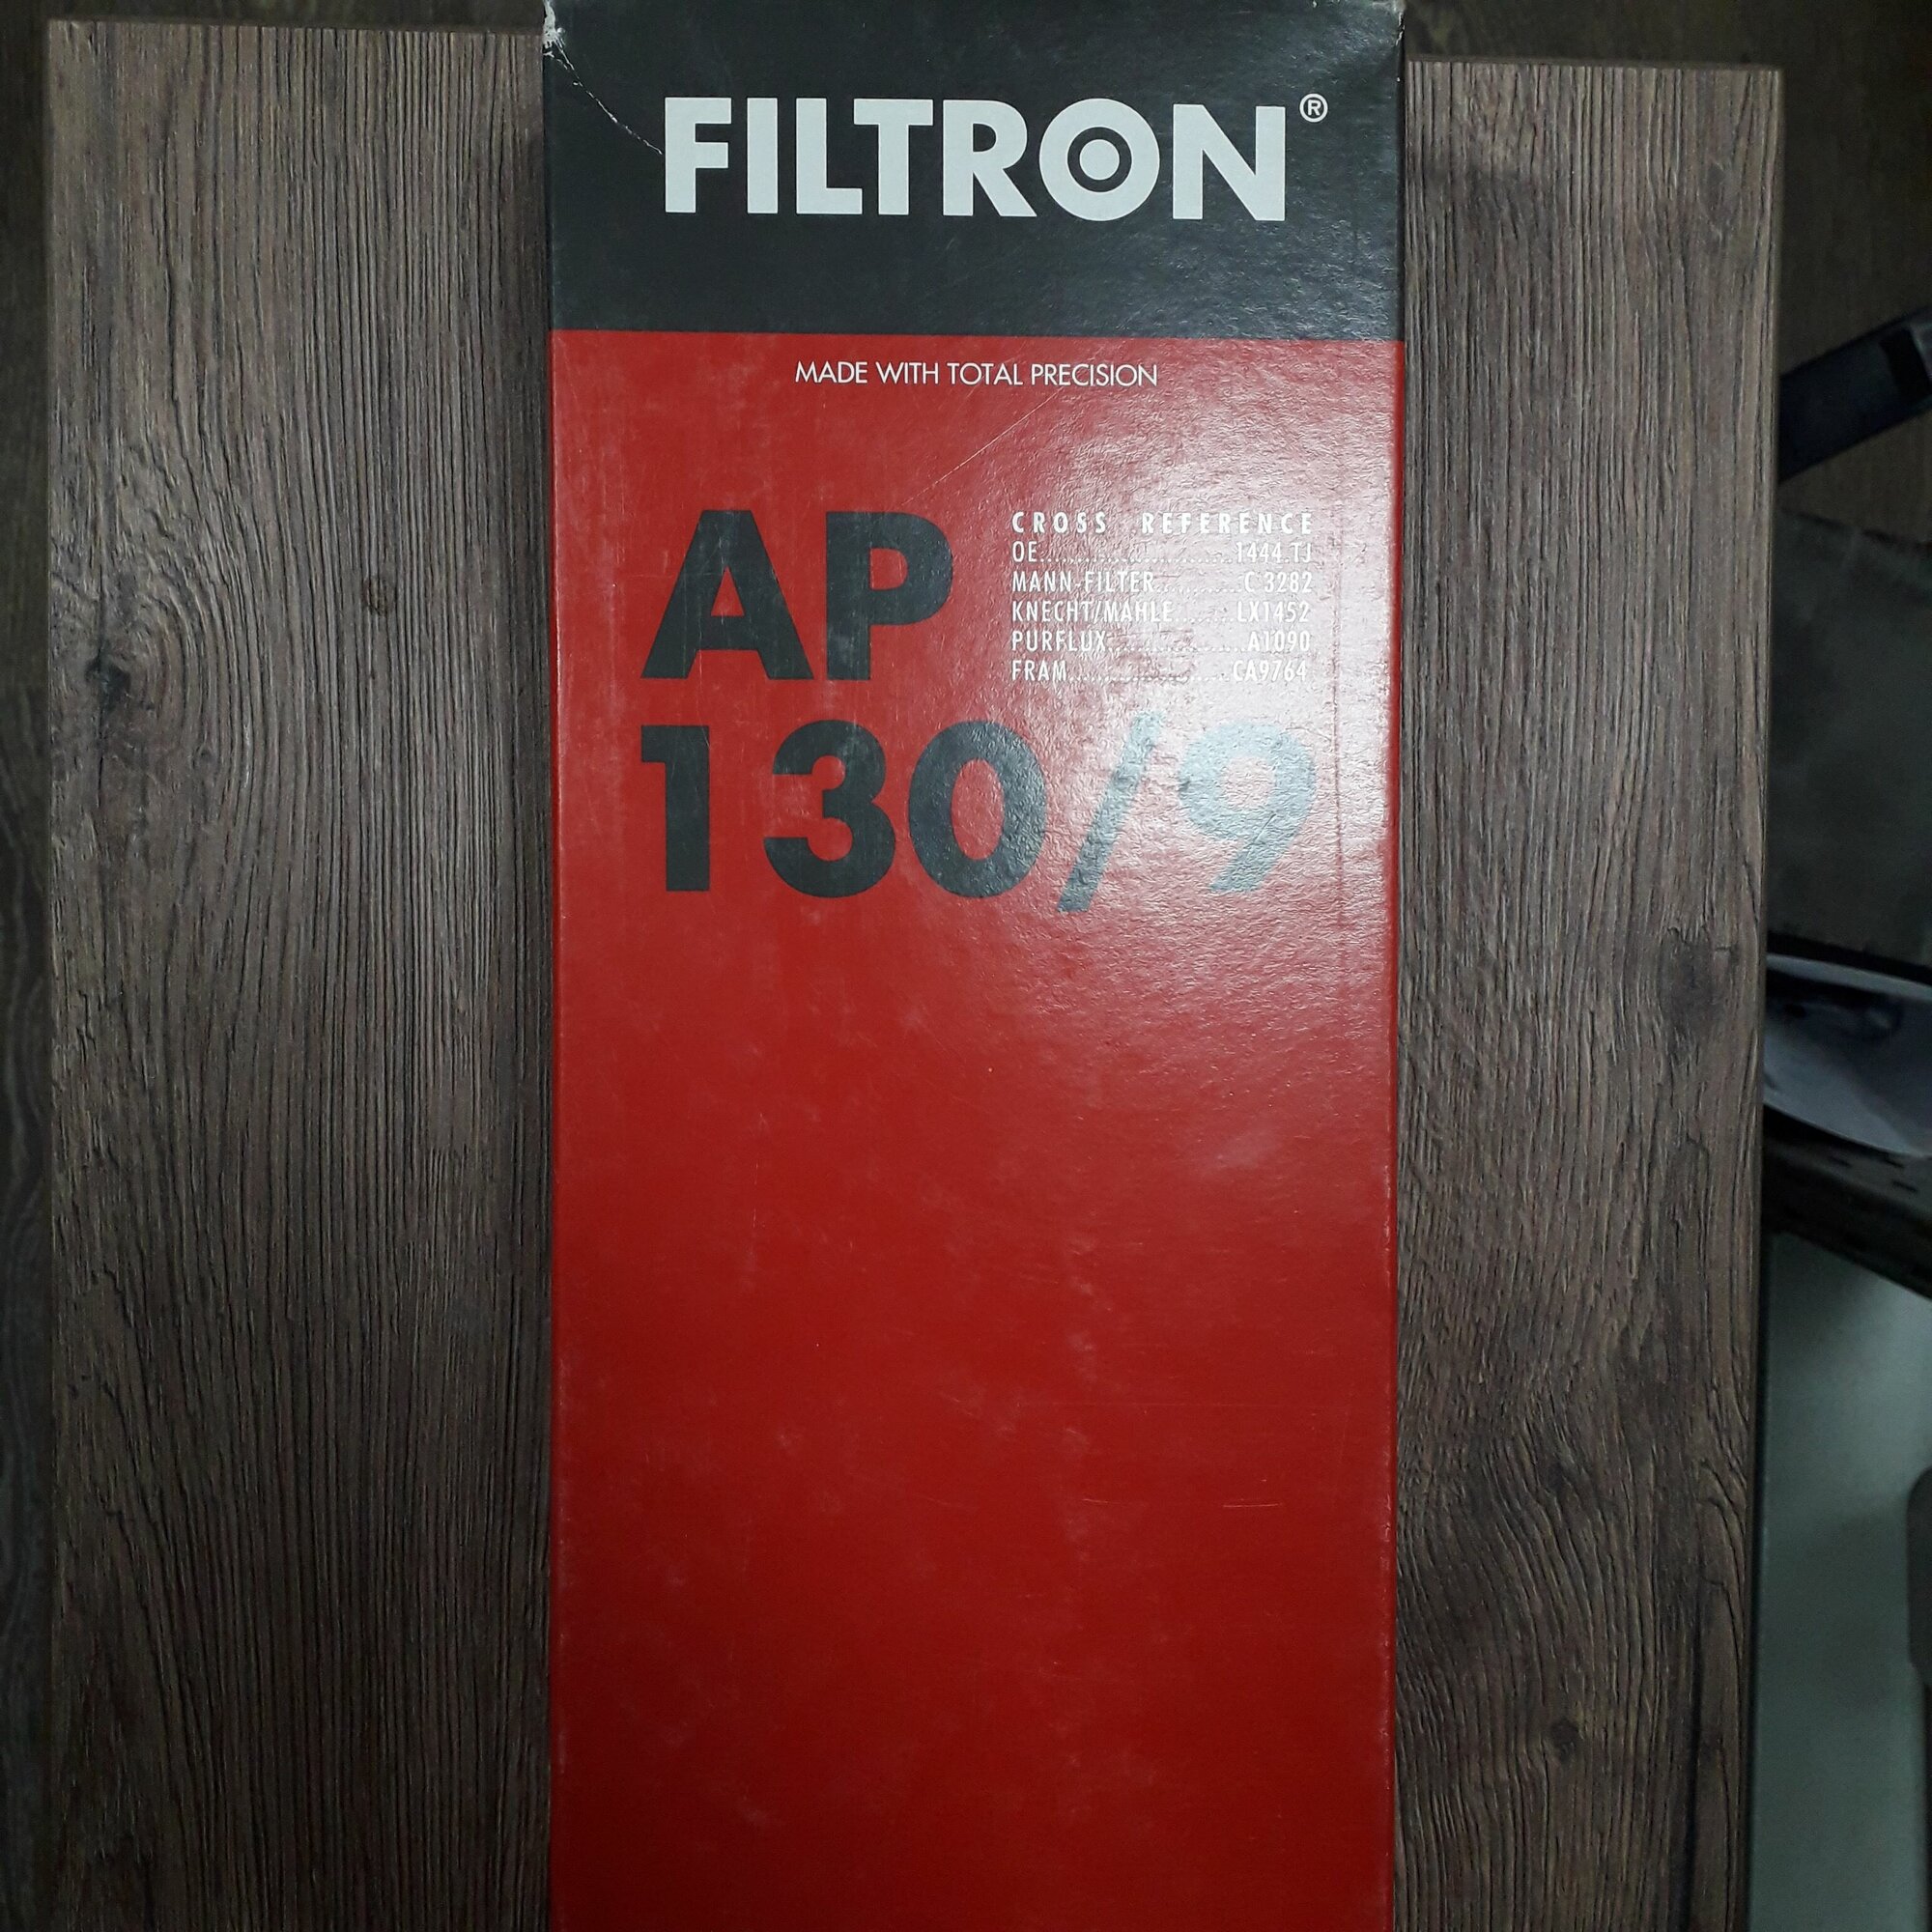 FILTRON®
MADE WITH TOTAL PRECISION
AP
130/9
CROSS REFERENCE
OE....................1444.TJ
MANN-FILTER..........C 3282
KNECHT/MAHLE.......LX1452
PURFLUX................A1090
FRAM...................CA9764